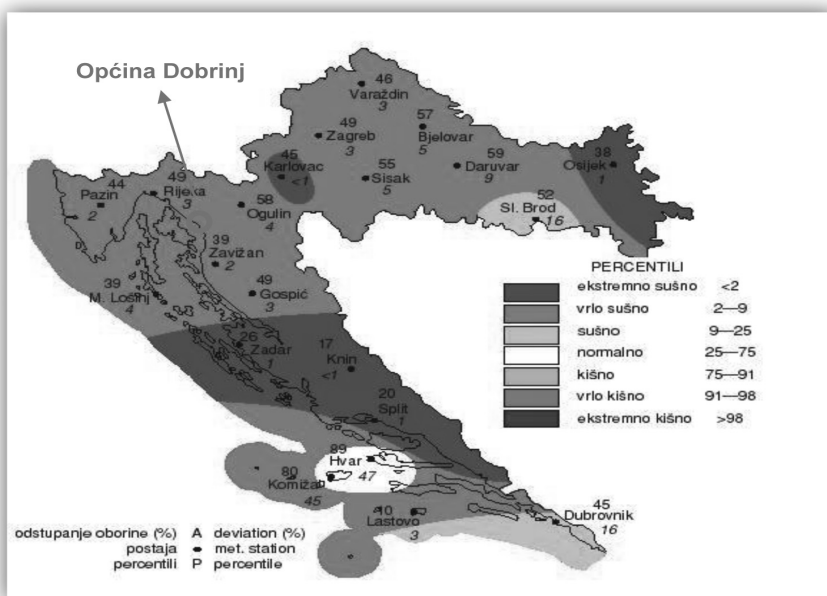 Općina Dobrinj
46
Varaždin
3
49
Zagreb
3
57
Bjelovar
5
45
Karlovac
<1
55
Sisak
5
59
Daruvar
9
38
Osijek
1
52
Sl. Brod
16
44
Pazin
2
49
Rijeka
3
58
Ogulin
4
39
Zavižan
2
39
M. Lošinj
4
49
Gospić
3
26
Zadar
1
17
Knin
<1
20
Split
1
89
Hvar
47
80
Komiža
45
40
Lastovo
3
45
Dubrovnik
16
PERCENTILI
ekstremno sušno <2
vrlo sušno 2—9
sušno 9—25
normalno 25—75
kišno 75—91
vrlo kišno 91—98
ekstremno kišno >98
odstupanje oborine (%) A deviation (%)
postaja met. station
percentili P percentile